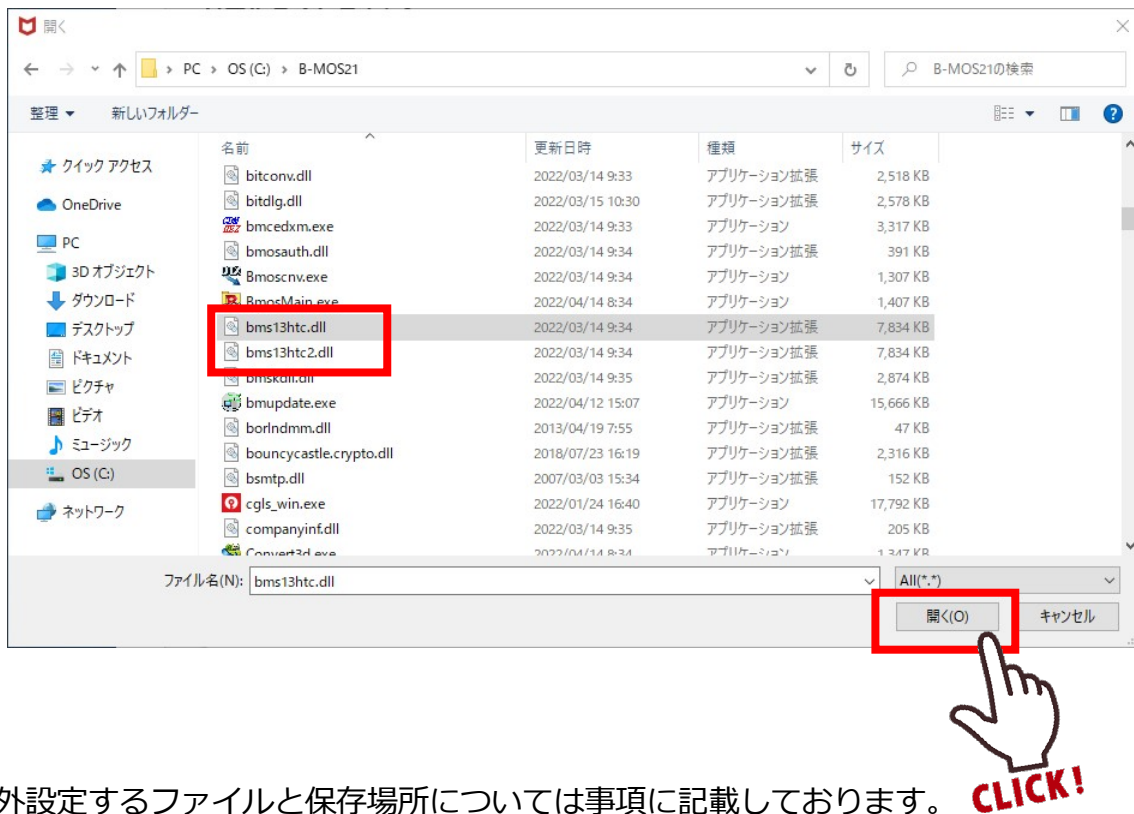 開く
PC › OS (C:) › B-MOS21
B-MOS21の検索
整理 新しいフォルダー
名前 更新日時 種類 サイズ
クイック アクセス
OneDrive
PC
3D オブジェクト
ダウンロード
デスクトップ
ドキュメント
ピクチャ
ビデオ
ミュージック
OS (C:)
ネットワーク
bitconv.dll 2022/03/14 9:33 アプリケーション拡張 2,518 KB
bitdlg.dll 2022/03/15 10:30 アプリケーション拡張 2,578 KB
bmcedxm.exe 2022/03/14 9:33 アプリケーション 3,317 KB
bmosauth.dll 2022/03/14 9:34 アプリケーション拡張 391 KB
Bmoscnv.exe 2022/03/14 9:34 アプリケーション 1,307 KB
BmosMain.exe 2022/04/14 8:34 アプリケーション 1,407 KB
bms13htc.dll 2022/03/14 9:34 アプリケーション拡張 7,834 KB
bms13htc2.dll 2022/03/14 9:34 アプリケーション拡張 7,834 KB
bmskdll.dll 2022/03/14 9:35 アプリケーション拡張 2,874 KB
bmupdate.exe 2022/04/12 15:07 アプリケーション 15,666 KB
borlndmm.dll 2013/04/19 7:55 アプリケーション拡張 47 KB
bouncycastle.crypto.dll 2018/07/23 16:19 アプリケーション拡張 2,316 KB
bsmtp.dll 2007/03/03 15:34 アプリケーション拡張 152 KB
cgls_win.exe 2022/01/24 16:40 アプリケーション 17,792 KB
companyinf.dll 2022/03/14 9:35 アプリケーション拡張 205 KB
Convert3d.exe 2022/04/14 8:34 アプリケーション 1,347 KB
ファイル名(N): bms13htc.dll All(*.*)
開く(O) キャンセル
外設定するファイルと保存場所については事項に記載しております。
CLICK!